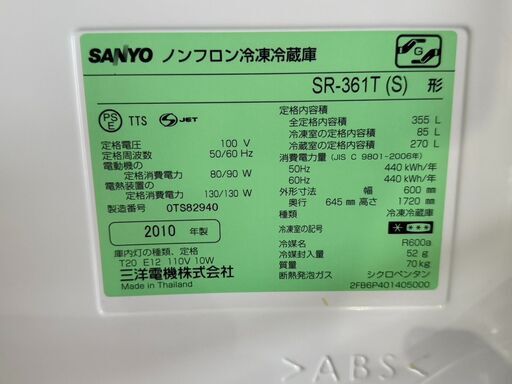 SANYO ノンフロン冷凍冷蔵庫
G
SR-361T (S) 形
PS E TTS JET
定格電圧 100 V
定格周波数 50/60 Hz
電動機の
定格消費電力 80/90 W
電熱装置の
定格消費電力 130/130 W
製造番号 0TS82940
2010 年製
庫内灯の種類、定格
T20 E12 110V 10W
三洋電機株式会社
Made in Thailand
定格内容積
全定格内容積 355 L
冷凍室の定格内容積 85 L
冷蔵室の定格内容積 270 L
消費電力量 (JIS C 9801-2006年)
50Hz 440 kWh/年
60Hz 440 kWh/年
外形寸法 幅 600 mm
奥行 645 mm 高さ 1720 mm
種類 冷凍冷蔵庫
冷凍室の記号
冷媒名 R600a
冷媒封入量 52 g
質量 70 kg
断熱発泡ガス シクロペンタン
2FB6P401405000
>ABS<